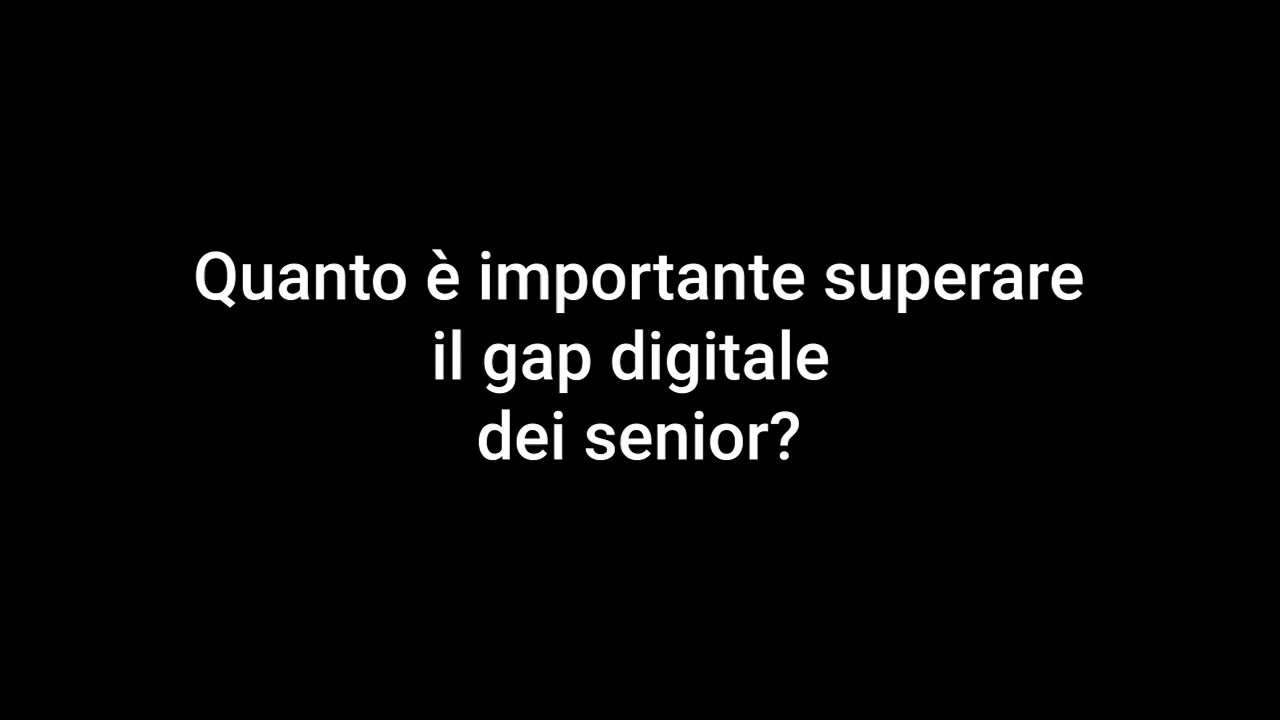 Quanto è importante superare
il gap digitale
dei senior?